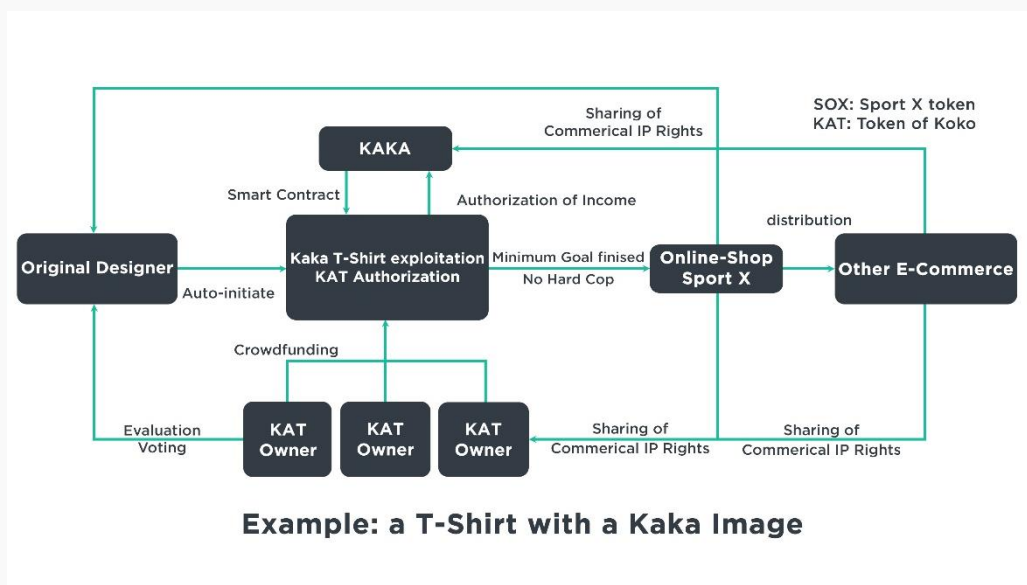 Sharing of
Commerical IP Rights
SOX: Sport X token
KAT: Token of Koko
KAKA
Smart Contract
Authorization of Income
distribution
Original Designer
Kaka T-Shirt exploitation
KAT Authorization
Minimum Goal finised
No Hard Cop
Online-Shop
Sport X
Other E-Commerce
Auto-initiate
Crowdfunding
Evaluation
Voting
KAT
Owner
KAT
Owner
KAT
Owner
Sharing of
Commerical IP Rights
Sharing of
Commerical IP Rights
Example: a T-Shirt with a Kaka Image